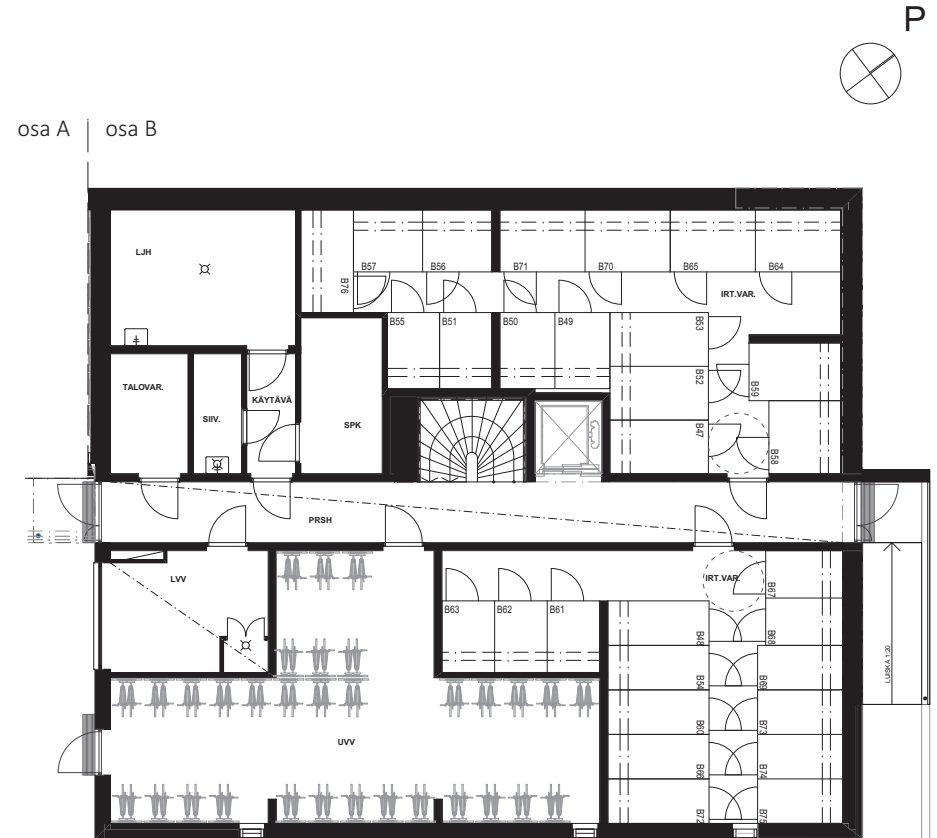 P
osa A
osa B
LJH
B57
B56
B71
B70
B65
B64
B76
IRT.VAR.
B55
B51
B50
B49
B53
TALOVAR.
SIIV.
KÄYTÄVÄ
SPK
B52
B59
B47
B58
PRSH
LVV
IRT.VAR.
B67
B63
B62
B61
B48
B68
LUISKA 1:20
B54
B69
B60
B73
UVV
B66
B74
B72
B75